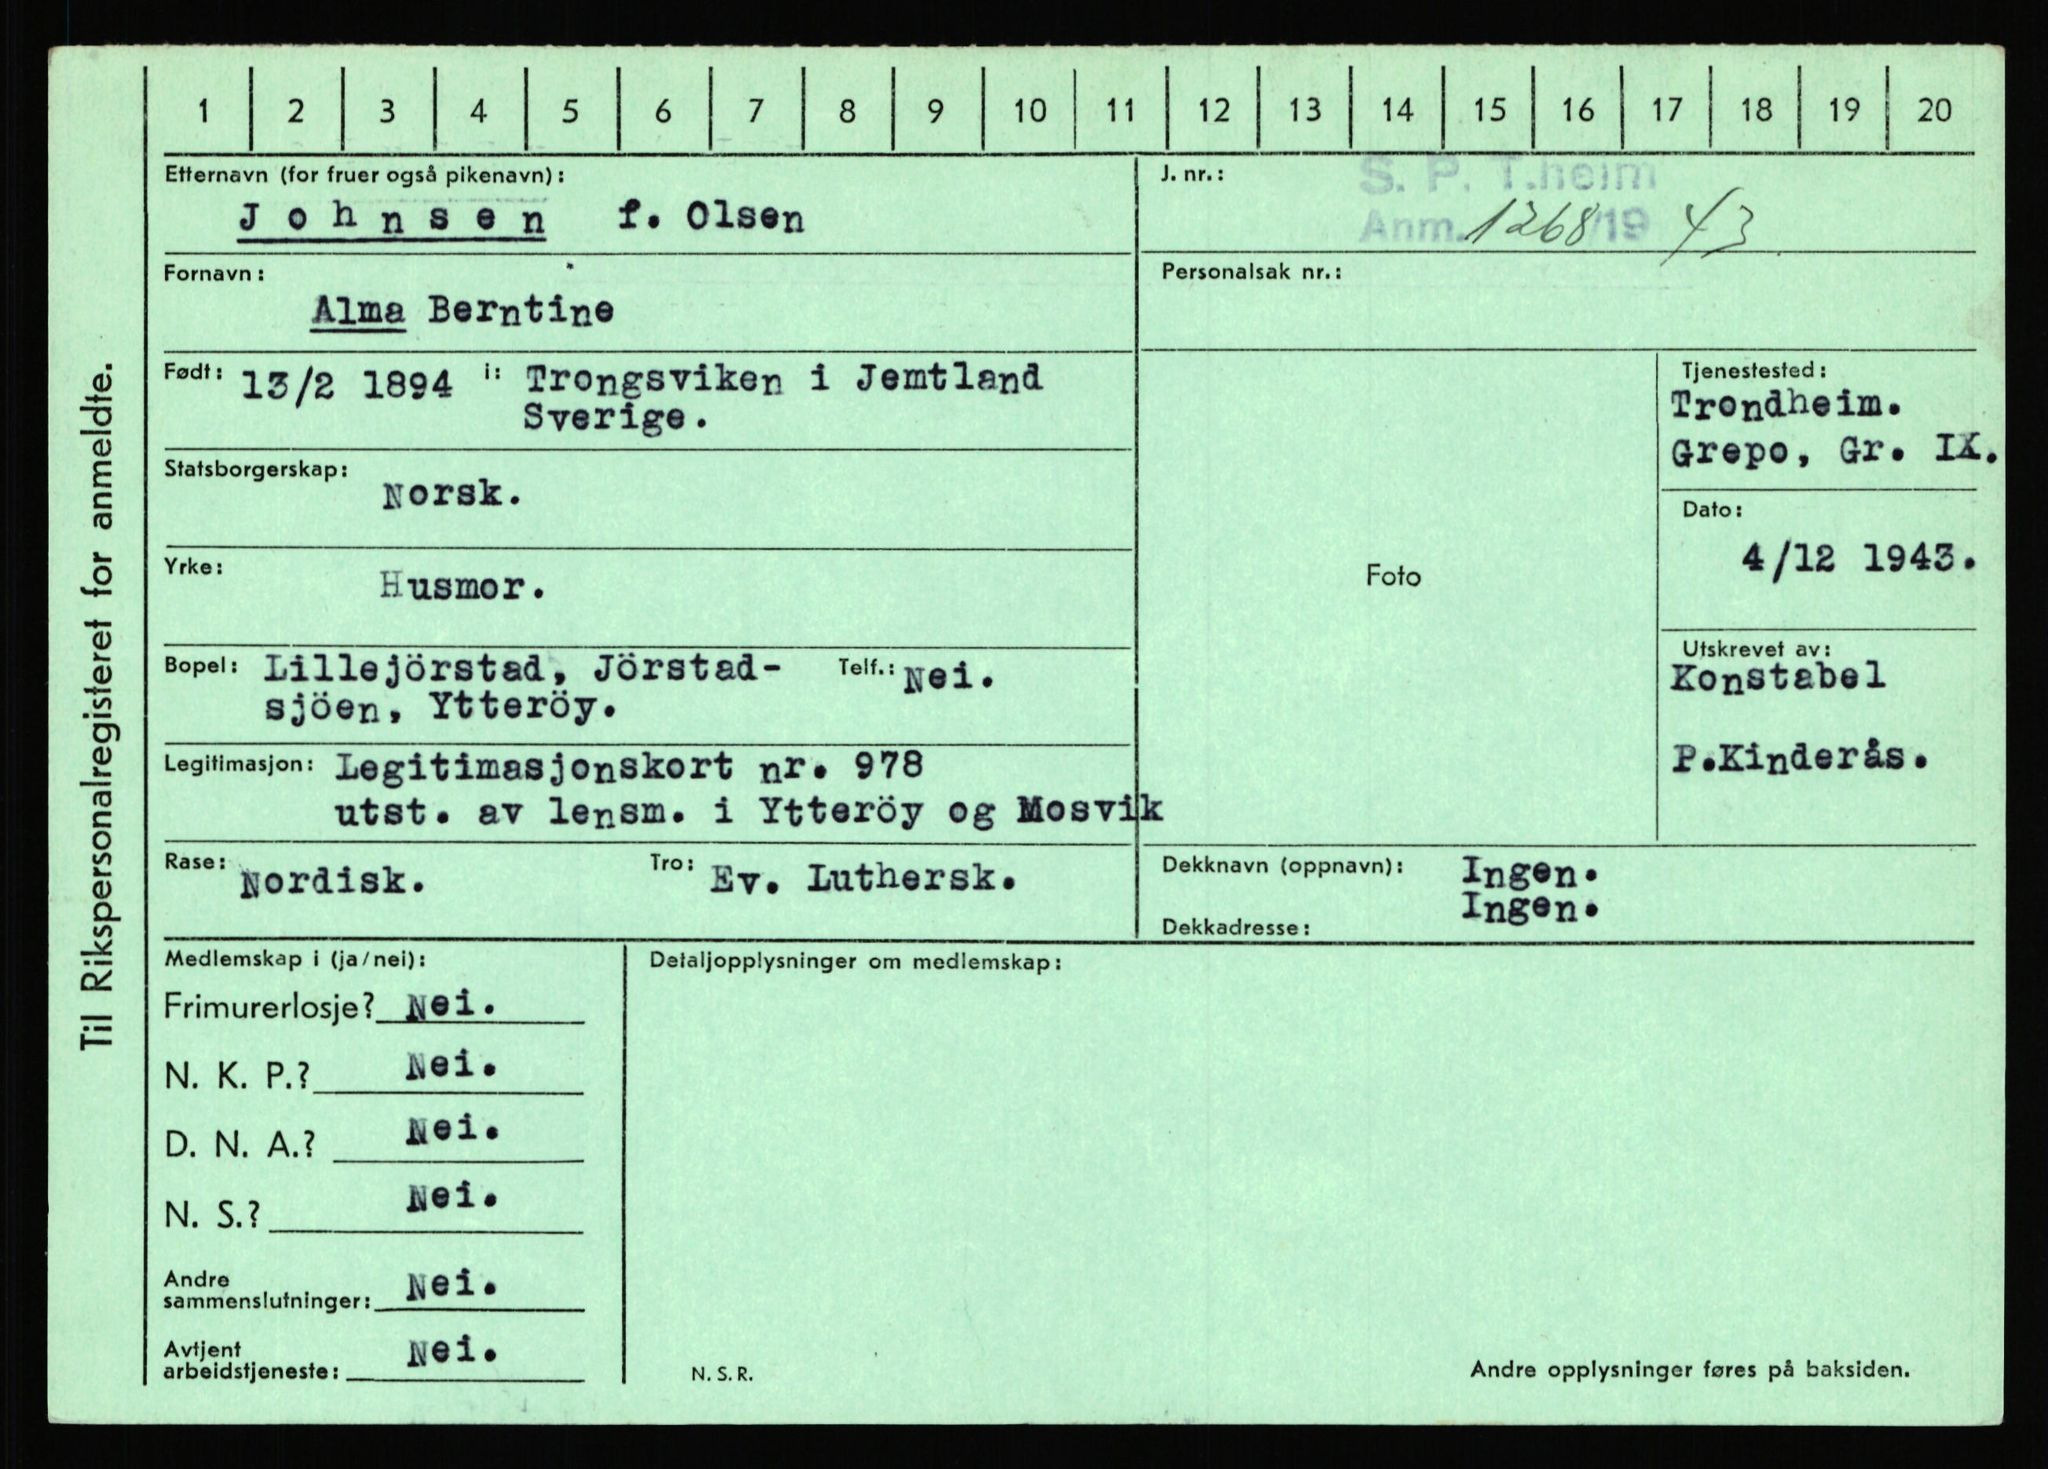 Til Rikspersonalregisteret for anmeldte.
1 2 3 4 5 6 7 8 9 10 11 12 13 14 15 16 17 18 19 20
Etternavn (for fruer også pikenavn):
Johnsen f. Olsen
J. nr.: S. P. T.heim
Anm. 1268/19 43
Fornavn:
Alma Berntine
Personalsak nr.:
Født: 13/2 1894 i: Trongsviken i Jemtland
Sverige.
Statsborgerskap:
Norsk.
Yrke:
Husmor.
Bopel: Lillejörstad, Jörstad- Telf.: Nei.
sjöen, Ytteröy.
Legitimasjon: Legitimasjonskort nr. 978
utst. av lensm. i Ytteröy og Mosvik
Rase: Nordisk. Tro: Ev. Luthersk.
Foto
Tjenestested:
Trondheim.
Grepo, Gr. IX.
Dato:
4/12 1943.
Utskrevet av:
Konstabel
P.Kinderås.
Dekknavn (oppnavn): Ingen.
Dekkadresse: Ingen.
Medlemskap i (ja/nei):
Frimurerlosje? Nei.
N. K. P.? Nei.
D. N. A.? Nei.
N. S.? Nei.
Andre
sammenslutninger: Nei.
Avtjent
arbeidstjeneste: Nei.
Detaljopplysninger om medlemskap:
N. S. R.
Andre opplysninger føres på baksiden.